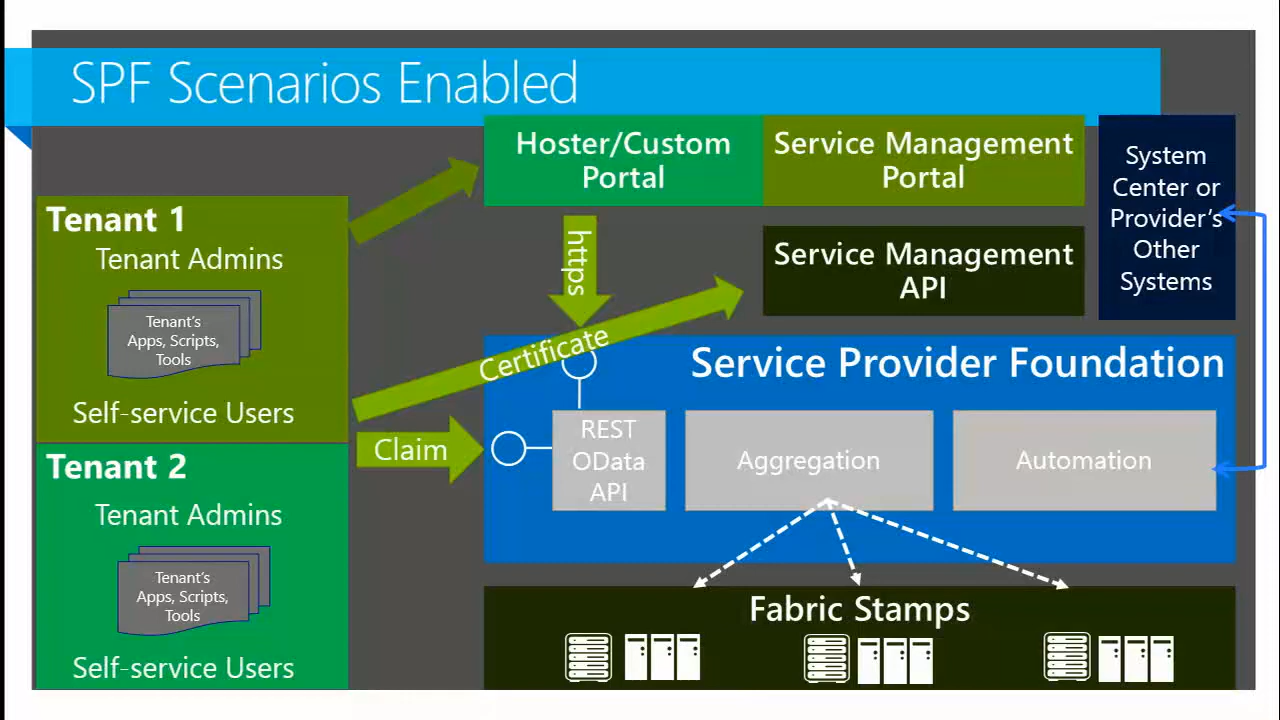 SPF Scenarios Enabled
Hoster/Custom
Portal
Service Management
Portal
System
Center or
Provider's
Other
Systems
Tenant 1
Tenant Admins
Tenant's
Apps, Scripts,
Tools
Self-service Users
https
Service Management
API
Certificate
Claim
Service Provider Foundation
REST
OData
API
Aggregation
Automation
Tenant 2
Tenant Admins
Tenant's
Apps, Scripts,
Tools
Self-service Users
Fabric Stamps